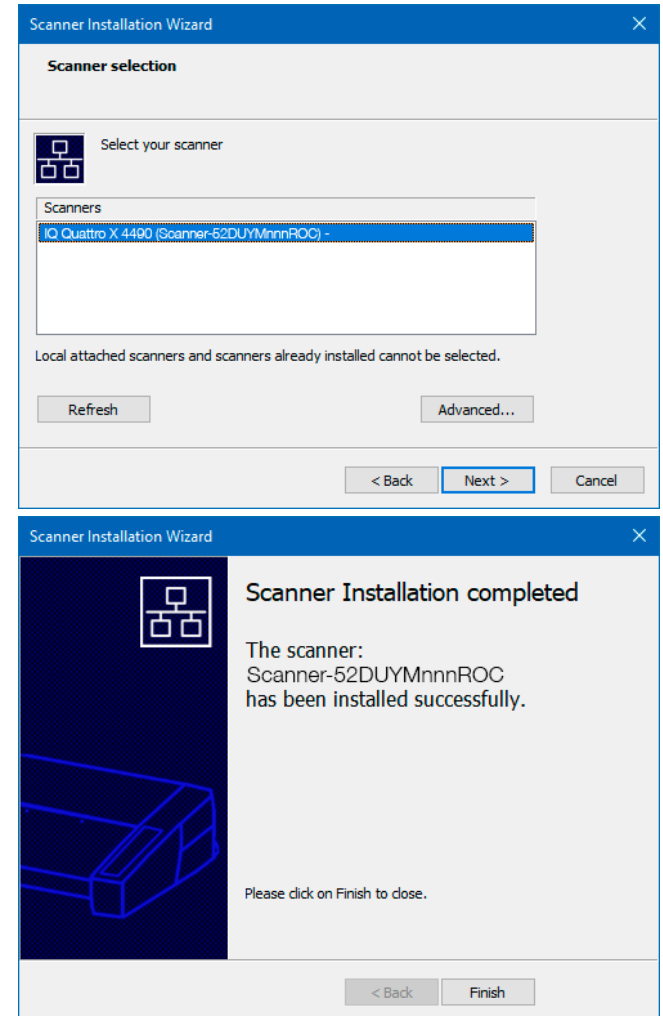 Scanner Installation Wizard
Scanner selection
Select your scanner
Scanners
IQ Quattro X 4490 (Scanner-52DUYMnnnROC) -
Local attached scanners and scanners already installed cannot be selected.
Refresh Advanced...
< Back Next > Cancel
Scanner Installation Wizard
Scanner Installation completed
The scanner:
Scanner-52DUYMnnnROC
has been installed successfully.
Please click on Finish to close.
< Back Finish